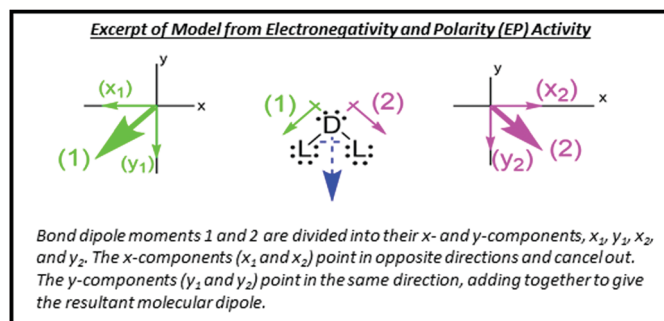 Excerpt of Model from Electronegativity and Polarity (EP) Activity
y
(x₁)
x
(1)
(y₁)
(1)
(2)
D
L L
y
(x₂)
x
(y₂)
(2)
Bond dipole moments 1 and 2 are divided into their x- and y-components, x₁, y₁, x₂,
and y₂. The x-components (x₁ and x₂) point in opposite directions and cancel out.
The y-components (y₁ and y₂) point in the same direction, adding together to give
the resultant molecular dipole.